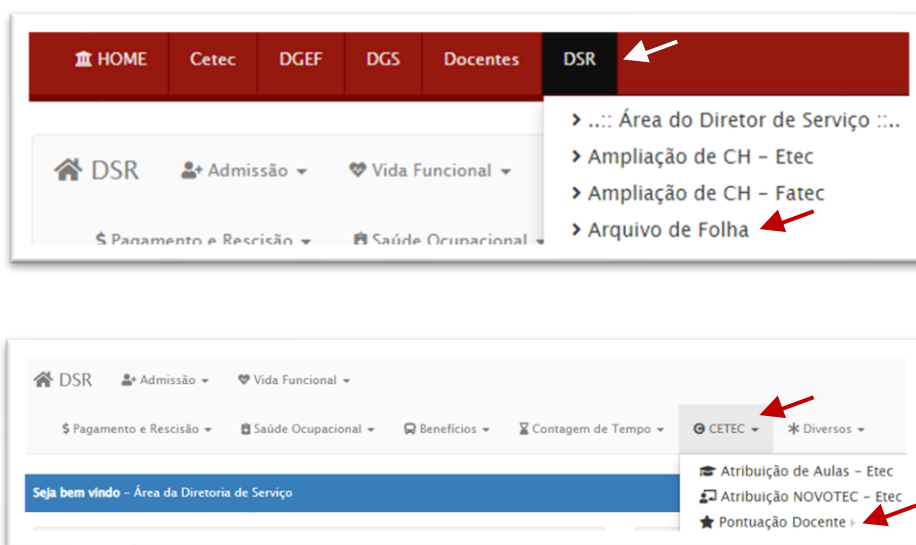 HOME Cetec DGEF DGS Docentes DSR
> ..:: Área do Diretor de Serviço ::..
DSR Admissão Vida Funcional
> Ampliação de CH – Etec
> Ampliação de CH – Fatec
$ Pagamento e Rescisão Saúde Ocupacional
> Arquivo de Folha
DSR Admissão Vida Funcional
$ Pagamento e Rescisão Saúde Ocupacional Benefícios Contagem de Tempo CETEC Diversos
Atribuição de Aulas – Etec
Seja bem vindo – Área da Diretoria de Serviço
Atribuição NOVOTEC – Etec
Pontuação Docente